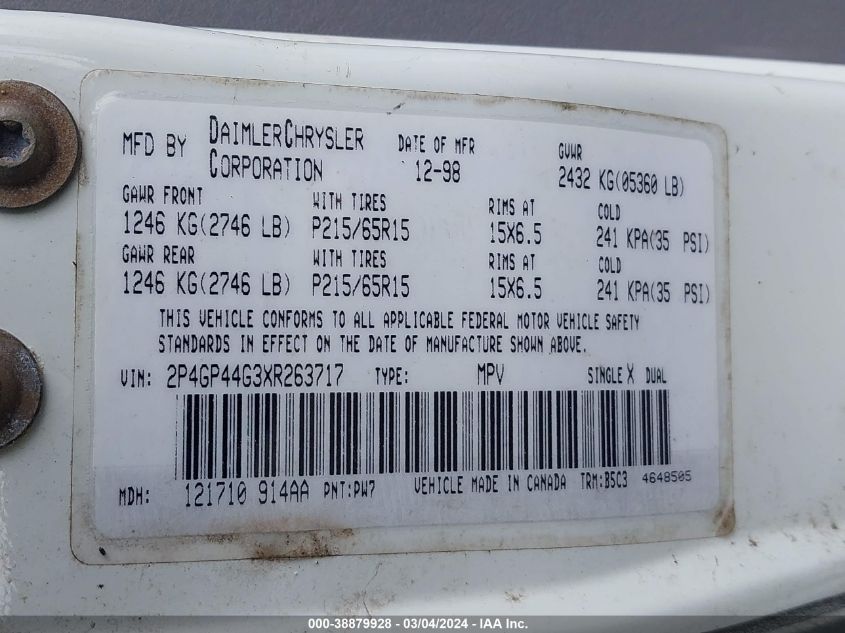 MFD BY DAIMLERCHRYSLER CORPORATION DATE OF MFR 12-98 GVWR 2432 KG(05360 LB)
GAWR FRONT WITH TIRES RIMS AT COLD
1246 KG(2746 LB) P215/65R15 15X6.5 241 KPA(35 PSI)
GAWR REAR WITH TIRES RIMS AT COLD
1246 KG(2746 LB) P215/65R15 15X6.5 241 KPA(35 PSI)
THIS VEHICLE CONFORMS TO ALL APPLICABLE FEDERAL MOTOR VEHICLE SAFETY
STANDARDS IN EFFECT ON THE DATE OF MANUFACTURE SHOWN ABOVE.
VIN: 2P4GP44G3XR263717 TYPE: MPV SINGLE X DUAL
MDH: 121710 914AA PNT:PW7 VEHICLE MADE IN CANADA TRM:B5C3 4648505
000-38879928 - 03/04/2024 - IAA Inc.